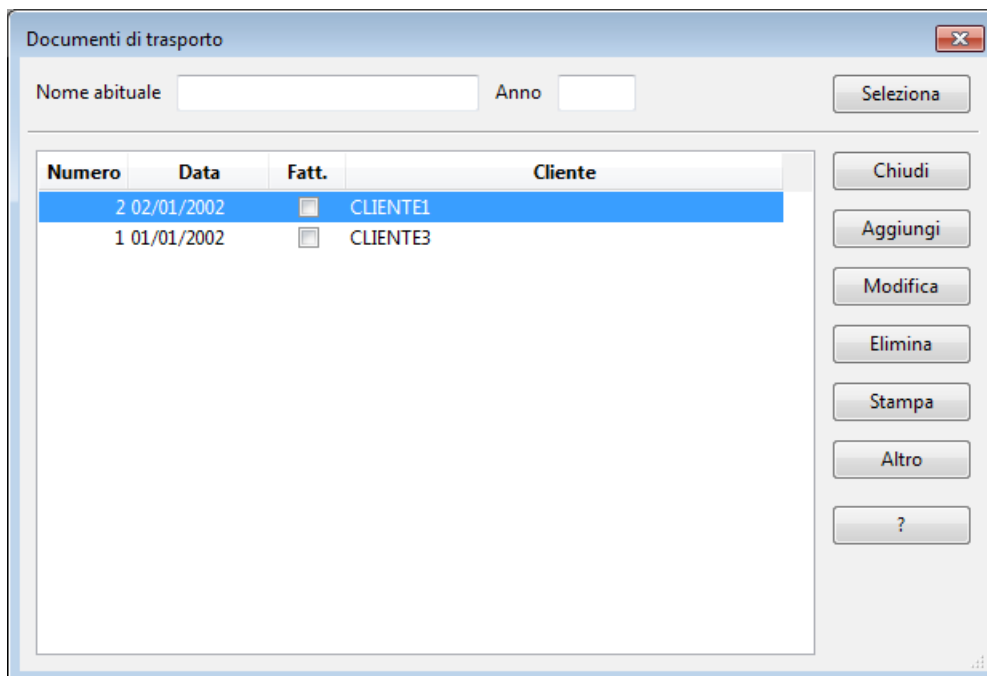 Documenti di trasporto
Nome abituale Anno Seleziona
Numero Data Fatt. Cliente Chiudi
2 02/01/2002 CLIENTE1
1 01/01/2002 CLIENTE3
Aggiungi
Modifica
Elimina
Stampa
Altro
?